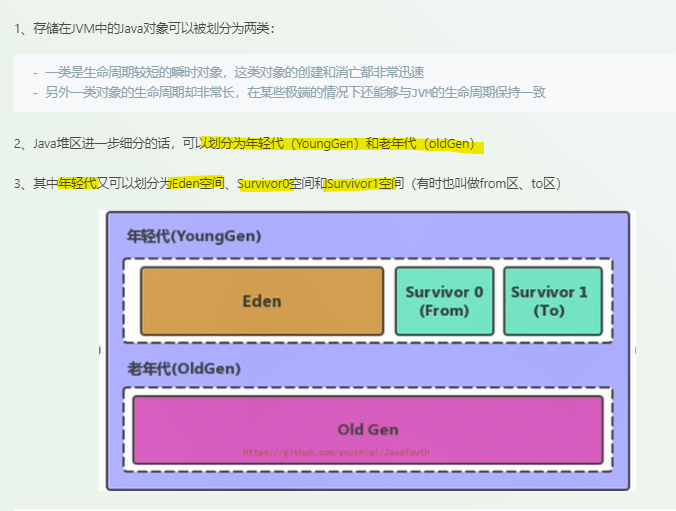 1、存储在JVM中的Java对象可以被划分为两类：
- 一类是生命周期较短的瞬时对象，这类对象的创建和消亡都非常迅速
- 另外一类对象的生命周期却非常长，在某些极端的情况下还能够与JVM的生命周期保持一致
2、Java堆区进一步细分的话，可以划分为年轻代（YoungGen）和老年代（oldGen）
3、其中年轻代又可以划分为Eden空间、Survivor0空间和Survivor1空间（有时也叫做from区、to区）
年轻代(YoungGen)
Eden
Survivor 0
(From)
Survivor 1
(To)
老年代(OldGen)
Old Gen
https://github.com/youthlql/JavaYouth